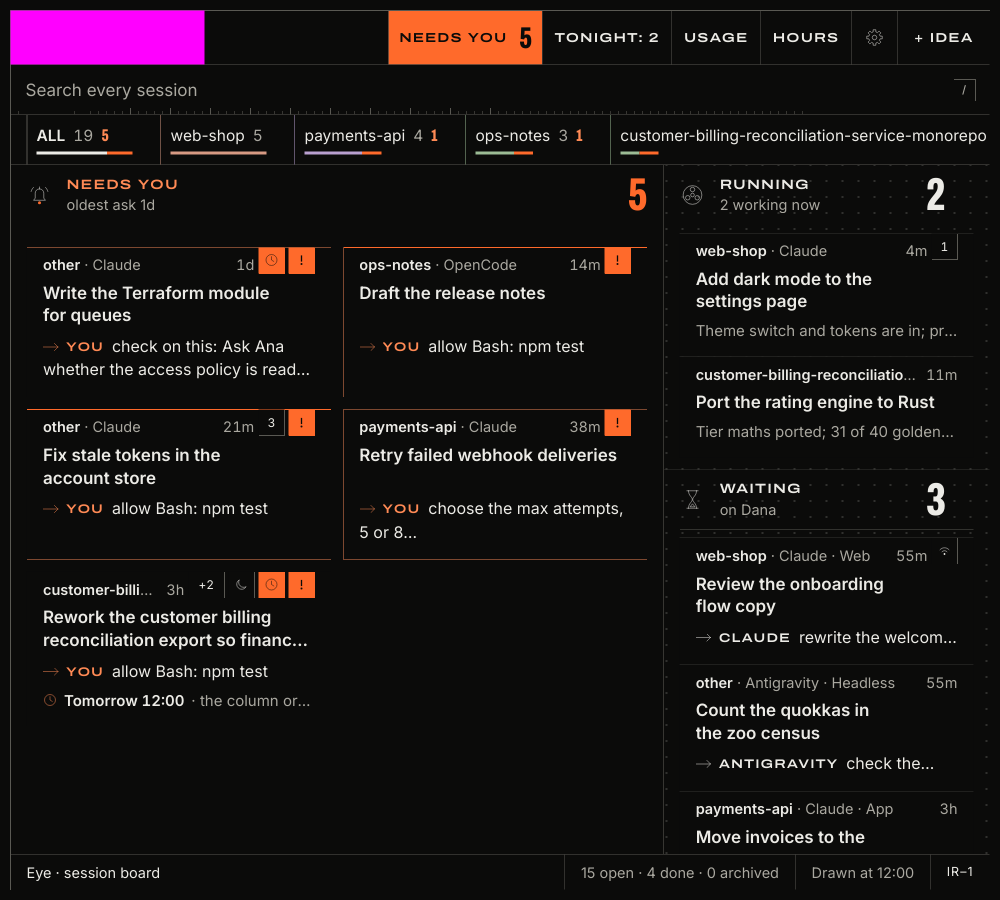 NEEDS YOU 5
TONIGHT: 2
USAGE
HOURS
+ IDEA
Search every session
/
ALL 19 5
web-shop 5
payments-api 4 1
ops-notes 3 1
customer-billing-reconciliation-service-monorepo
NEEDS YOU
oldest ask 1d
5
other · Claude 1d !
Write the Terraform module
for queues
→ YOU check on this: Ask Ana
whether the access policy is read…
ops-notes · OpenCode 14m !
Draft the release notes
→ YOU allow Bash: npm test
other · Claude 21m 3 !
Fix stale tokens in the
account store
→ YOU allow Bash: npm test
payments-api · Claude 38m !
Retry failed webhook deliveries
→ YOU choose the max attempts,
5 or 8…
customer-billi… 3h +2 !
Rework the customer billing
reconciliation export so financ…
→ YOU allow Bash: npm test
Tomorrow 12:00 · the column or…
RUNNING
2 working now
2
web-shop · Claude 4m 1
Add dark mode to the
settings page
Theme switch and tokens are in; pr…
customer-billing-reconciliatio… 11m
Port the rating engine to Rust
Tier maths ported; 31 of 40 golden…
WAITING
on Dana
3
web-shop · Claude · Web 55m
Review the onboarding
flow copy
→ CLAUDE rewrite the welcom…
other · Antigravity · Headless 55m
Count the quokkas in
the zoo census
→ ANTIGRAVITY check the…
payments-api · Claude · App 3h
Move invoices to the
Eye · session board
15 open · 4 done · 0 archived
Drawn at 12:00
IR–1